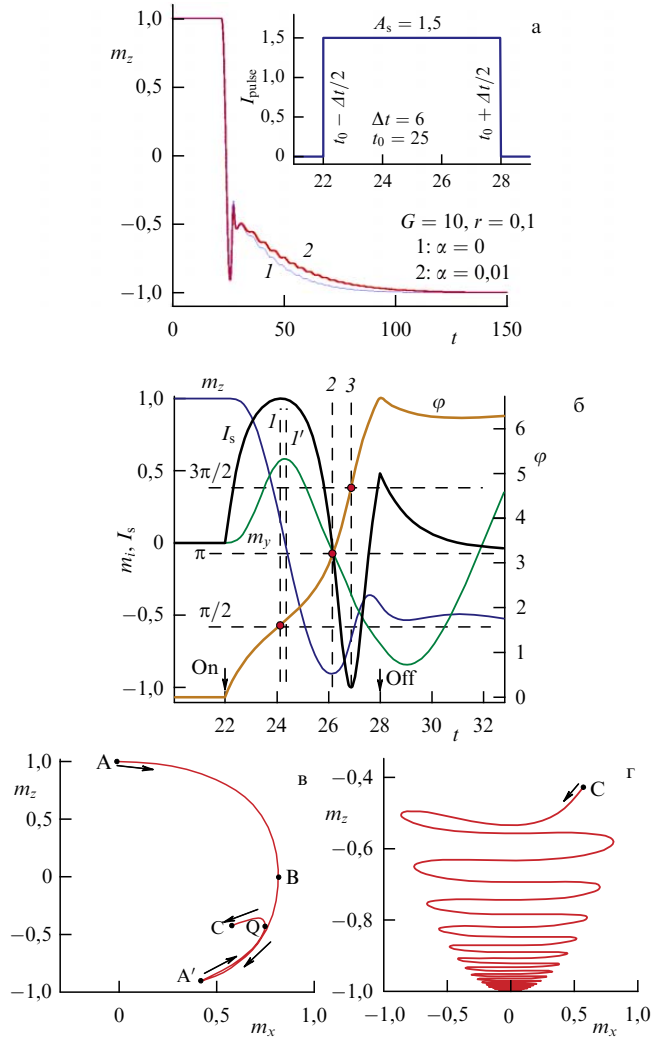 а
m_z
1,0
0,5
0
−0,5
−1,0
0
50
100
150
t
A_s = 1,5
I_pulse
1,5
1,0
0,5
0
22
24
26
28
t_0 − Δt/2
t_0 + Δt/2
Δt = 6
t_0 = 25
G = 10, r = 0,1
1: α = 0
2: α = 0,01
1
2
б
m_z
1
1′
2
3
φ
I_s
m_y
3π/2
π
π/2
On
Off
m_i, I_s
1,0
0,5
0
−0,5
−1,0
φ
6
5
4
3
2
1
0
22
24
26
28
30
32
t
в
m_z
1,0
0,5
0
−0,5
−1,0
A
B
C
Q
A′
0
0,5
1,0
m_x
г
m_z
−0,4
−0,6
−0,8
−1,0
C
−1,0
−0,5
0
0,5
1,0
m_x